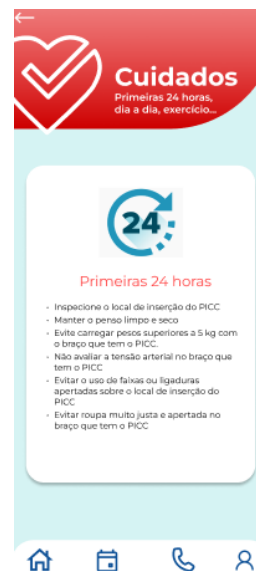 Cuidados
Primeiras 24 horas,
dia a dia, exercício...
24
Primeiras 24 horas
- Inspecione o local de inserção do PICC
- Manter o penso limpo e seco
- Evite carregar pesos superiores a 5 kg com
o braço que tem o PICC.
- Não avaliar a tensão arterial no braço que
tem o PICC
- Evitar o uso de faixas ou ligaduras
apertadas sobre o local de inserção do
PICC
- Evitar roupa muito justa e apertada no
braço que tem o PICC